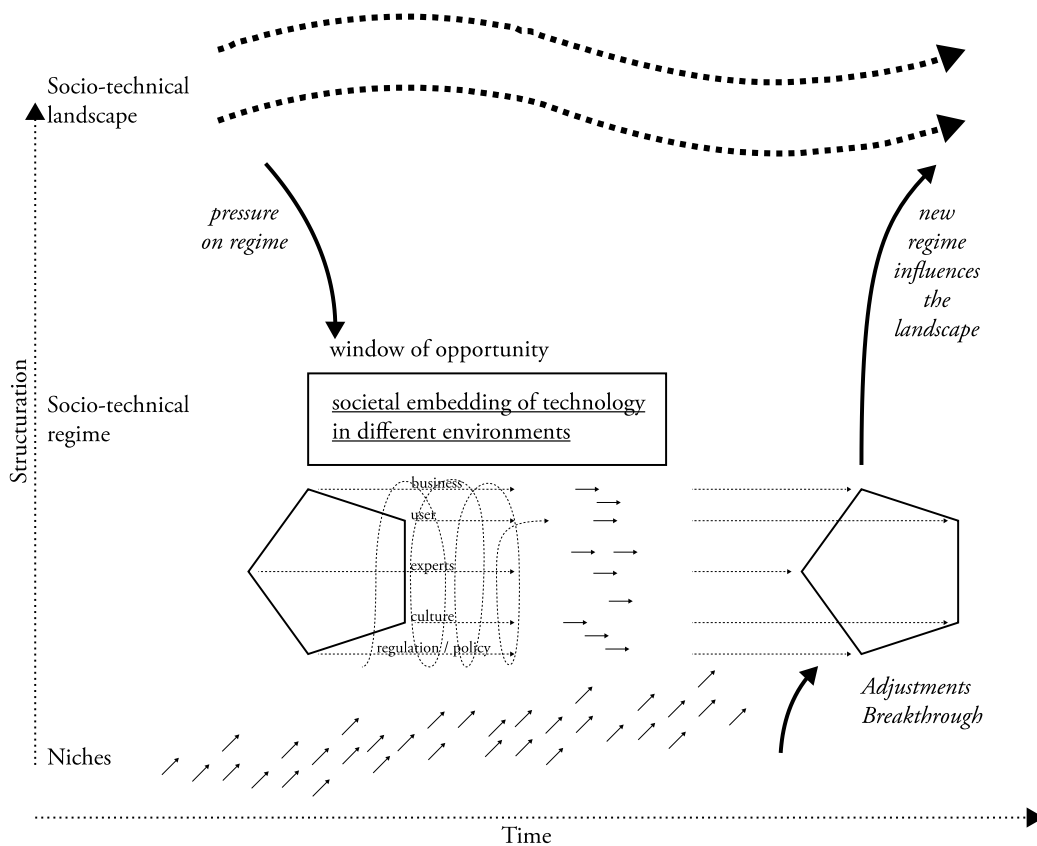 Socio-technical
landscape
pressure
on regime
new
regime
influences
the
landscape
window of opportunity
Structuration
Socio-technical
regime
societal embedding of technology
in different environments
business
user
experts
culture
regulation / policy
Adjustments
Breakthrough
Niches
Time